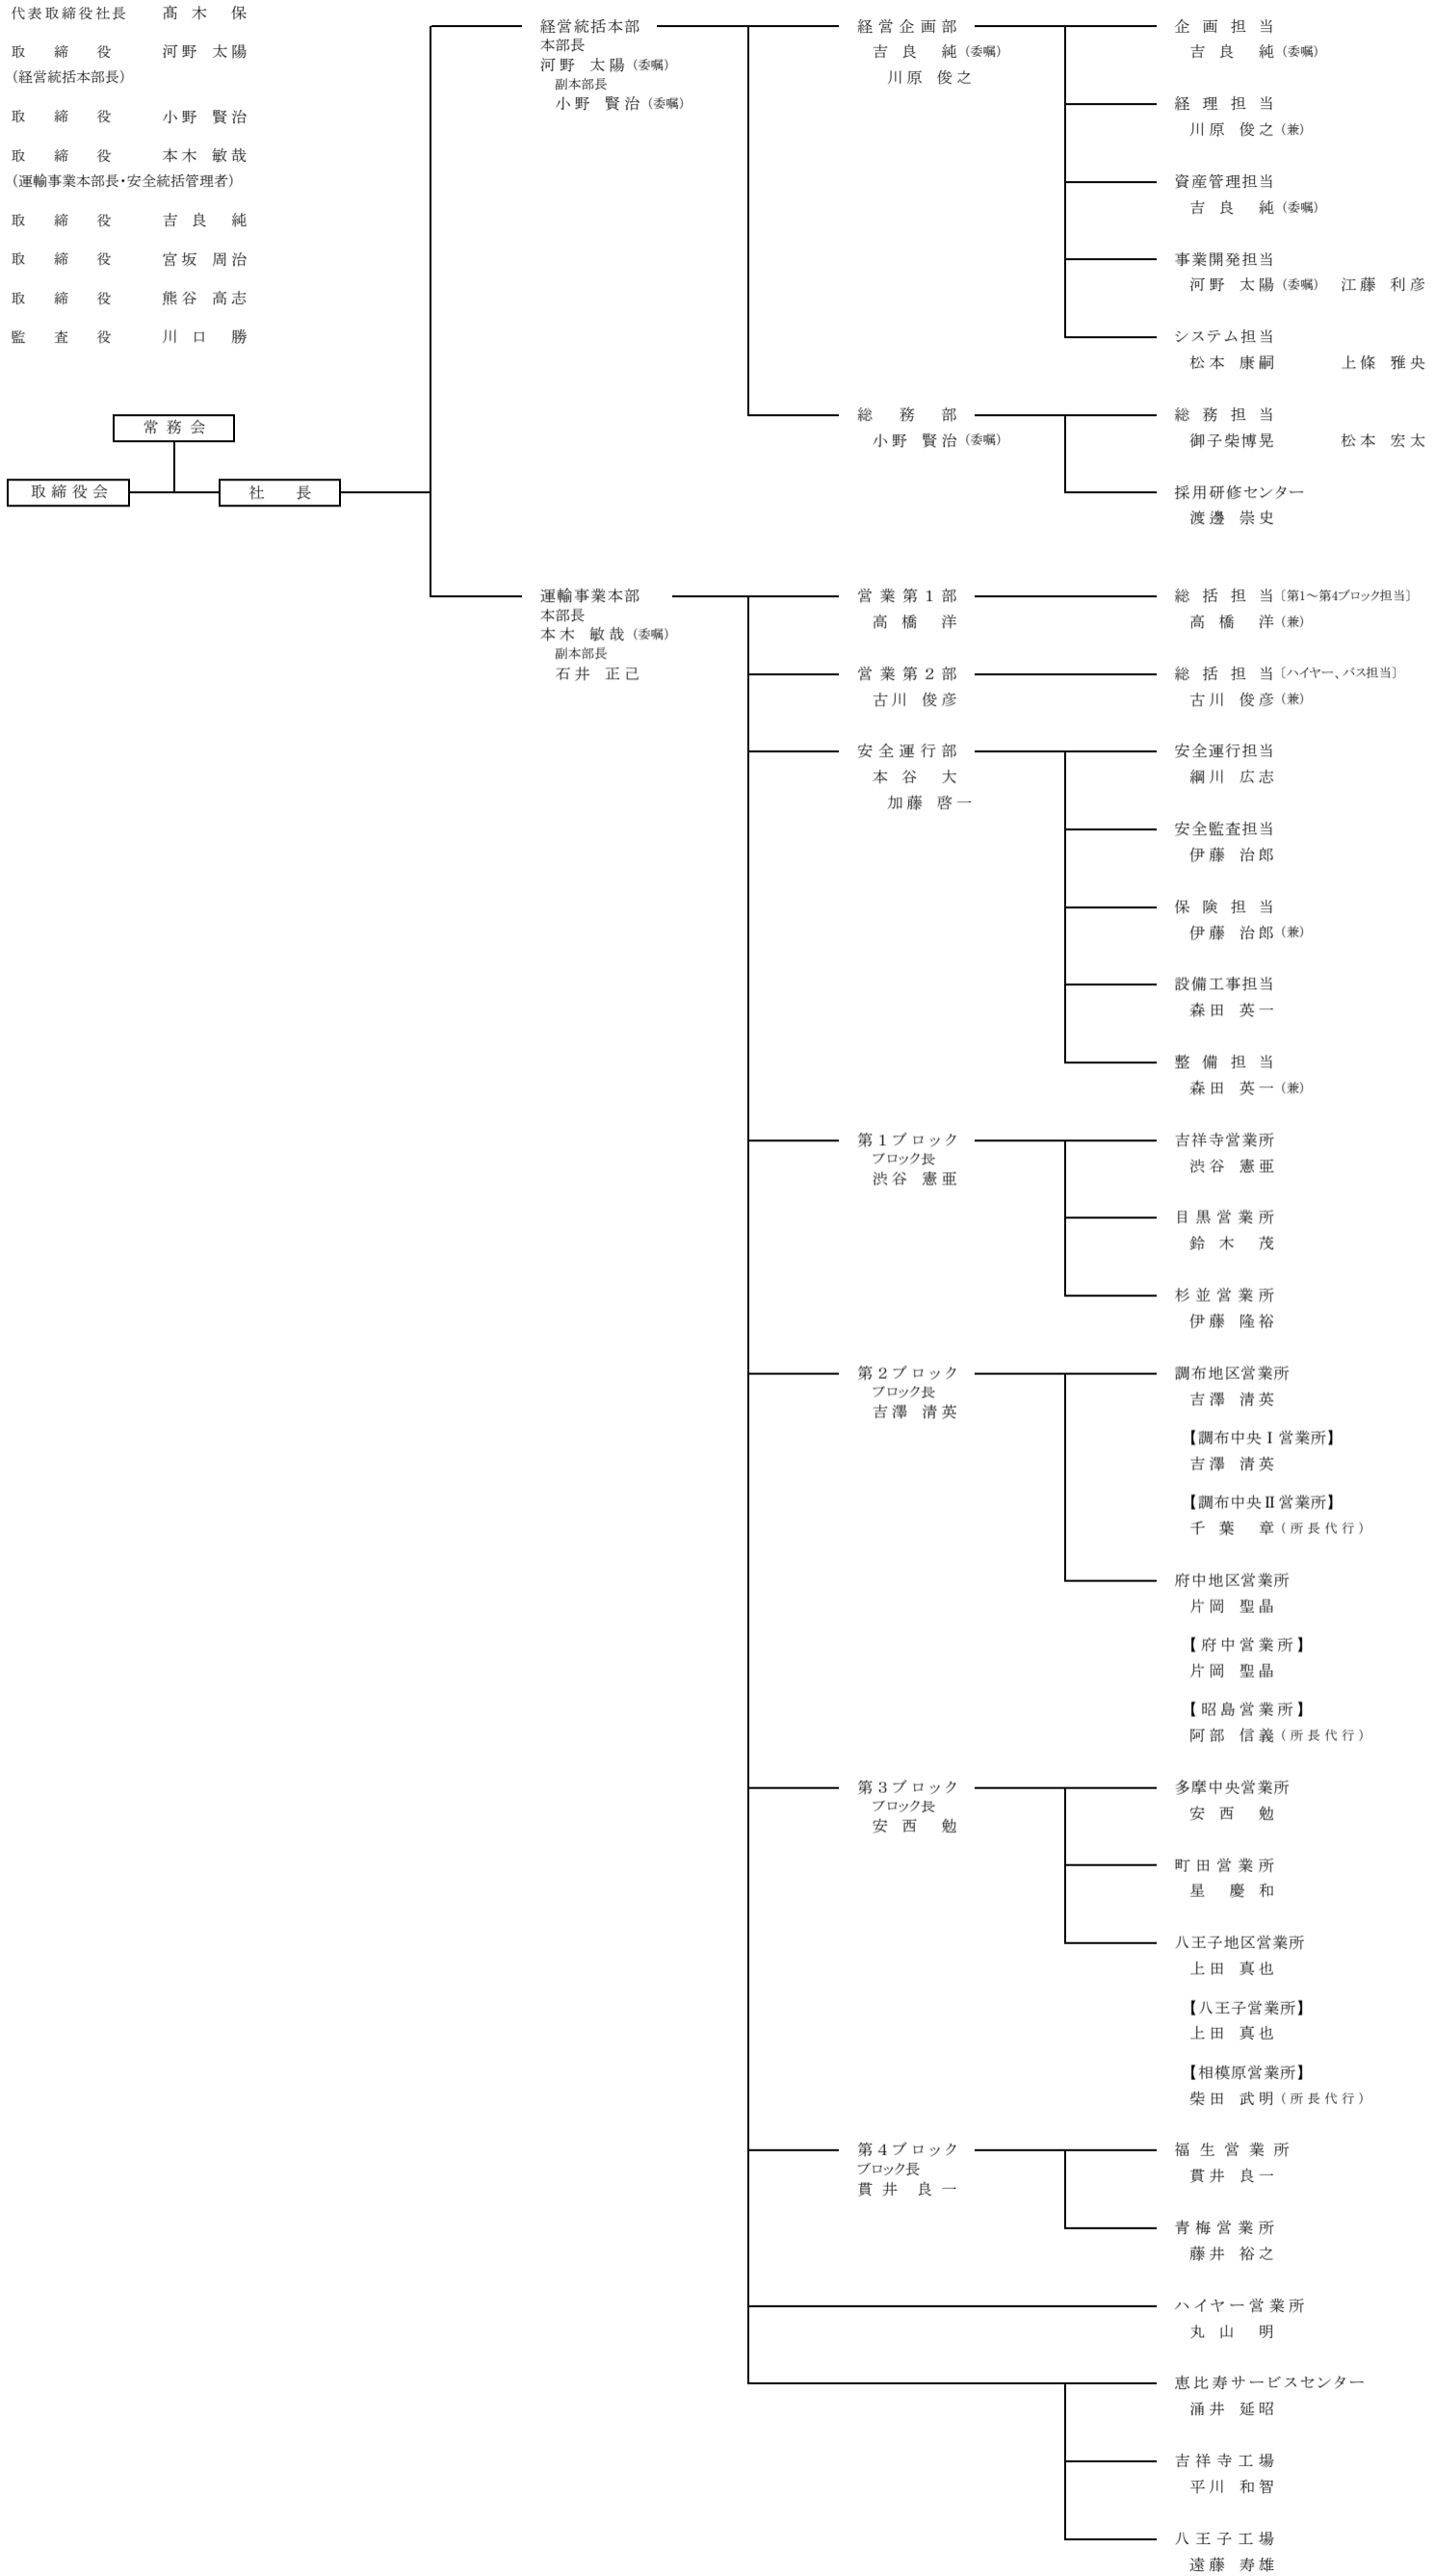 代表取締役社長　髙木　保
取締役　河野 太陽
（経営統括本部長）
取締役　小野 賢治
取締役　本木 敏哉
（運輸事業本部長・安全統括管理者）
取締役　吉良　純
取締役　宮坂 周治
取締役　熊谷 高志
監査役　川口　勝
常務会
取締役会
社長
経営統括本部
本部長
河野 太陽（委嘱）
副本部長
小野 賢治（委嘱）
経営企画部
吉良　純（委嘱）
川原 俊之
企画担当
吉良　純（委嘱）
経理担当
川原 俊之（兼）
資産管理担当
吉良　純（委嘱）
事業開発担当
河野 太陽（委嘱）　江藤 利彦
システム担当
松本 康嗣　上條 雅央
総務部
小野 賢治（委嘱）
総務担当
御子柴博晃　松本 宏太
採用研修センター
渡邊 崇史
運輸事業本部
本部長
本木 敏哉（委嘱）
副本部長
石井 正己
営業第1部
高橋　洋
総括担当〔第1～第4ブロック担当〕
高橋　洋（兼）
営業第2部
古川 俊彦
総括担当〔ハイヤー、バス担当〕
古川 俊彦（兼）
安全運行部
本谷　大
加藤 啓一
安全運行担当
綱川 広志
安全監査担当
伊藤 治郎
保険担当
伊藤 治郎（兼）
設備工事担当
森田 英一
整備担当
森田 英一（兼）
第1ブロック
ブロック長
渋谷 憲亜
吉祥寺営業所
渋谷 憲亜
目黒営業所
鈴木　茂
杉並営業所
伊藤 隆裕
第2ブロック
ブロック長
吉澤 清英
調布地区営業所
吉澤 清英
【調布中央Ⅰ営業所】
吉澤 清英
【調布中央Ⅱ営業所】
千葉　章（所長代行）
府中地区営業所
片岡 聖晶
【府中営業所】
片岡 聖晶
【昭島営業所】
阿部 信義（所長代行）
第3ブロック
ブロック長
安西　勉
多摩中央営業所
安西　勉
町田営業所
星　慶和
八王子地区営業所
上田 真也
【八王子営業所】
上田 真也
【相模原営業所】
柴田 武明（所長代行）
第4ブロック
ブロック長
貫井 良一
福生営業所
貫井 良一
青梅営業所
藤井 裕之
ハイヤー営業所
丸山　明
恵比寿サービスセンター
涌井 延昭
吉祥寺工場
平川 和智
八王子工場
遠藤 寿雄